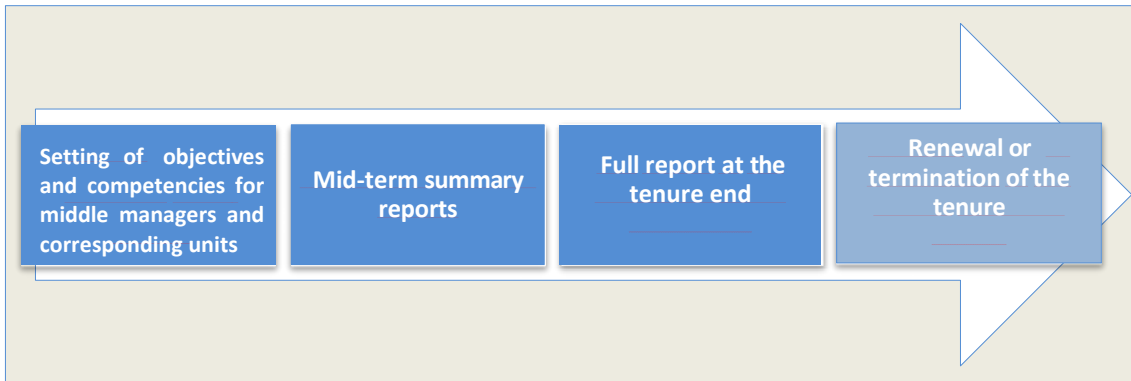 Setting of objectives
and competencies for
middle managers and
corresponding units
Mid-term summary
reports
Full report at the
tenure end
Renewal or
termination of the
tenure